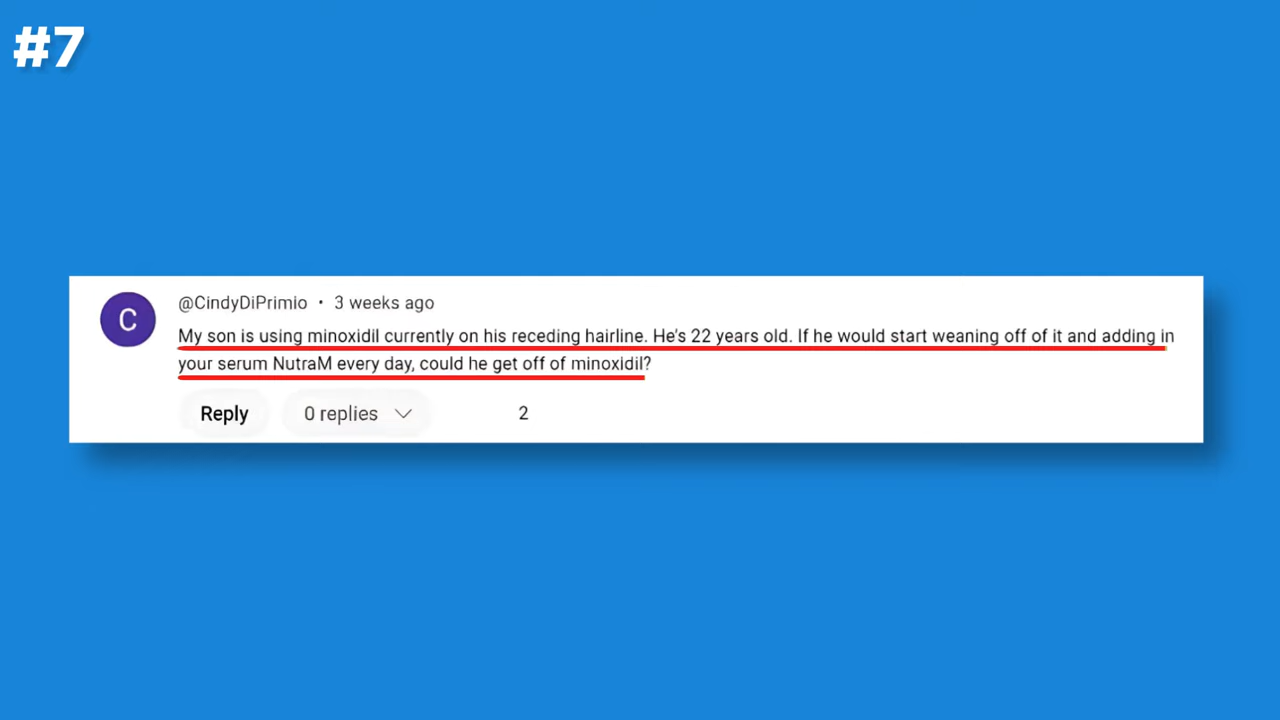 #7
C
@CindyDiPrimio • 3 weeks ago
My son is using minoxidil currently on his receding hairline. He's 22 years old. If he would start weaning off of it and adding in
your serum NutraM every day, could he get off of minoxidil?
Reply 0 replies 2